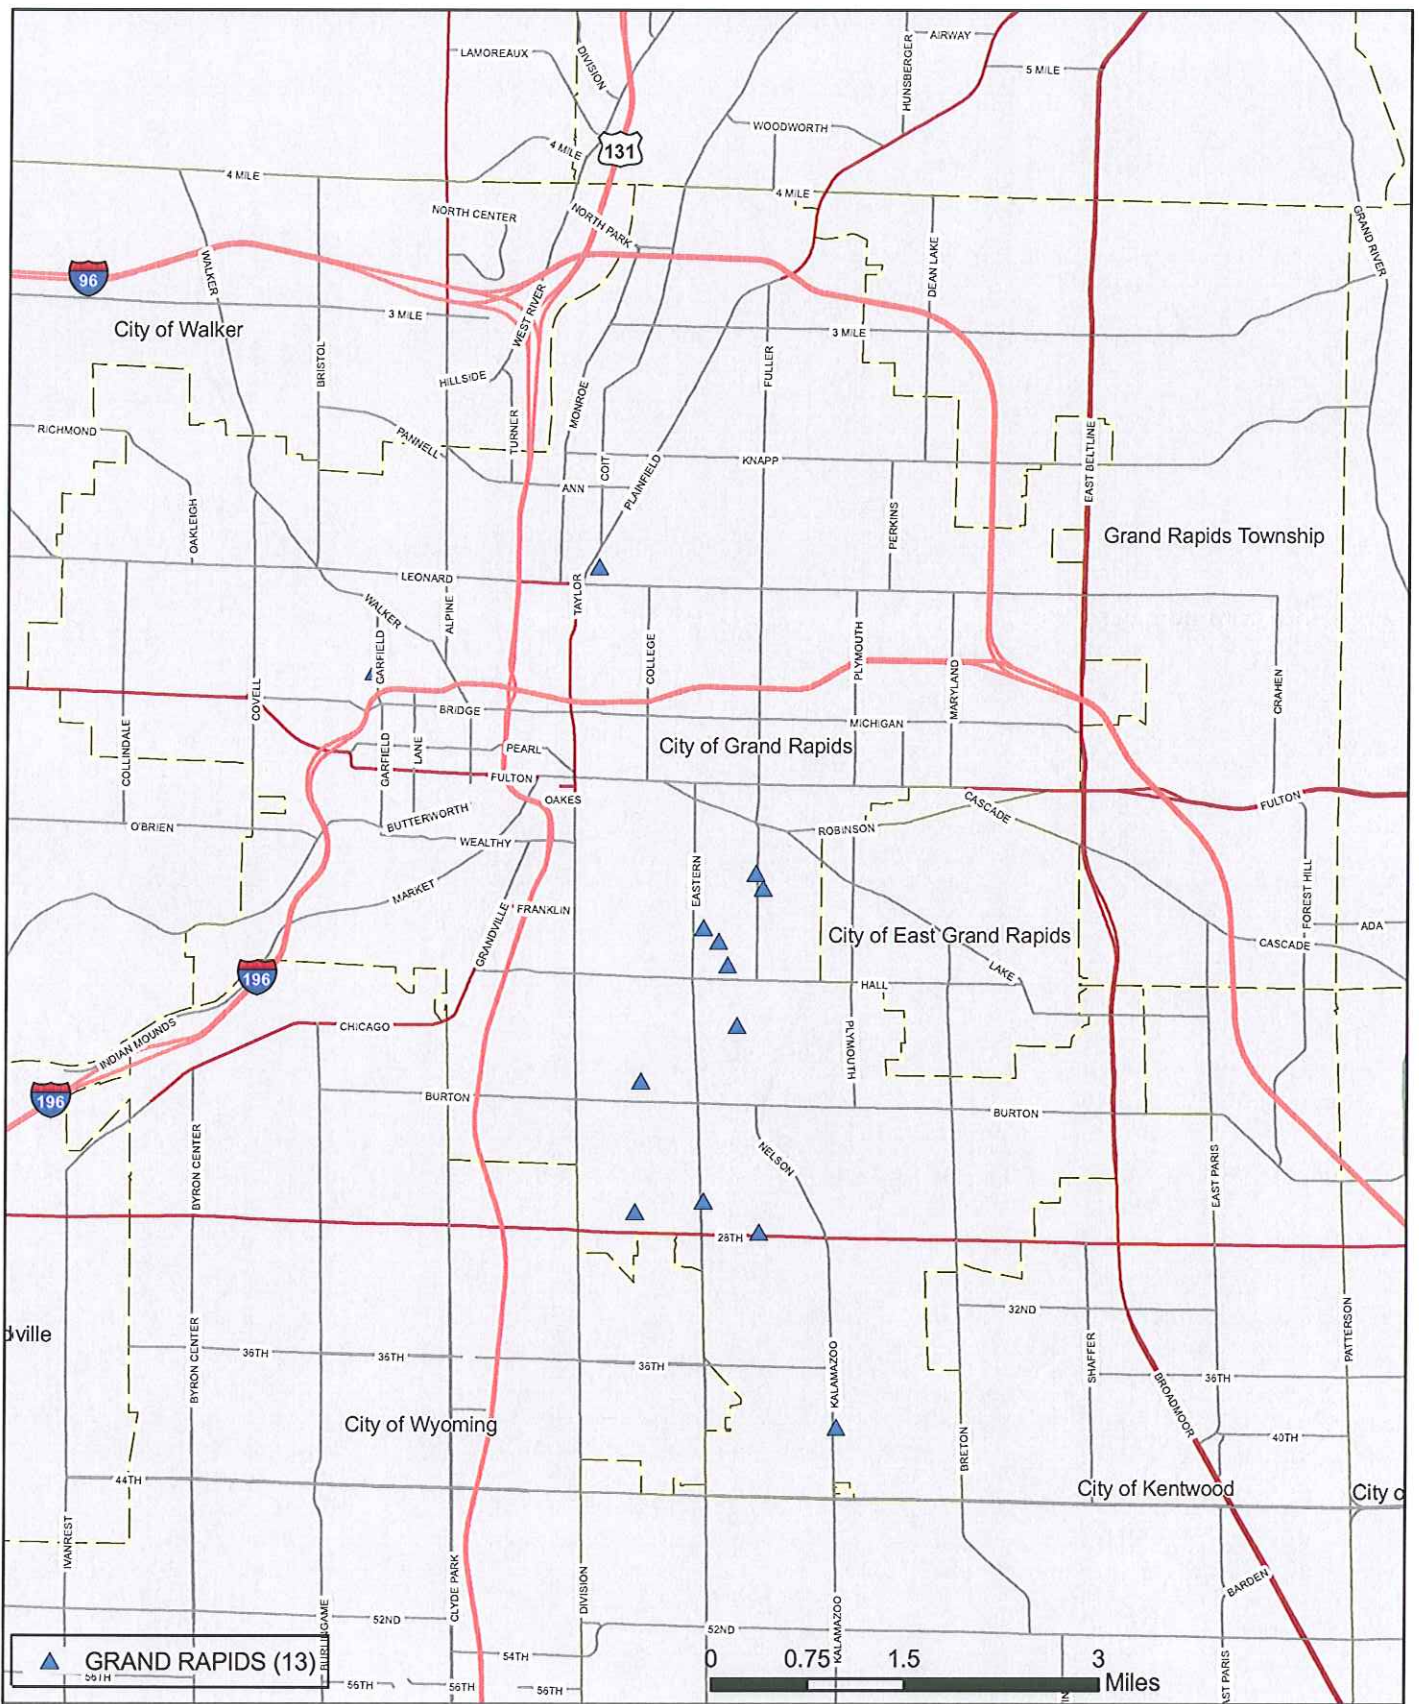 AIRWAY
LAMOREAUX
DIVISION
HUNSBERGER
5 MILE
WOODWORTH
131
4 MILE
4 MILE
4 MILE
NORTH CENTER
NORTH PARK
GRAND RIVER
WALKER
DEAN LAKE
96
WEST RIVER
3 MILE
City of Walker
3 MILE
BRISTOL
FULLER
HILLSIDE
MONROE
TURNER
RICHMOND
PANNELL
EAST BELTLINE
COIT
KNAPP
PLAINFIELD
ANN
OAKLEIGH
PERKINS
Grand Rapids Township
LEONARD
TAYLOR
WALKER
ALPINE
GARFIELD
COLLEGE
PLYMOUTH
MARYLAND
CRAHEN
COVELL
BRIDGE
MICHIGAN
COLLINDALE
GARFIELD
LANE
PEARL
City of Grand Rapids
FULTON
OAKES
CASCADE
FULTON
O'BRIEN
BUTTERWORTH
ROBINSON
WEALTHY
EASTERN
FOREST HILL
MARKET
FRANKLIN
GRANDVILLE
City of East Grand Rapids
ADA
CASCADE
196
LAKE
HALL
INDIAN MOUNDS
CHICAGO
PLYMOUTH
196
BURTON
BURTON
NELSON
BYRON CENTER
EAST PARIS
28TH
32ND
dville
PATTERSON
BYRON CENTER
36TH
36TH
36TH
KALAMAZOO
SHAFFER
36TH
BROADMOOR
City of Wyoming
BRETON
40TH
44TH
City of Kentwood
City o
IVANREST
CLYDE PARK
DIVISION
BARDEN
BURLINGAME
52ND
52ND
KALAMAZOO
GRAND RAPIDS (13)
54TH
0 0.75 1.5 3
Miles
56TH
56TH
56TH
56TH
AST PARIS